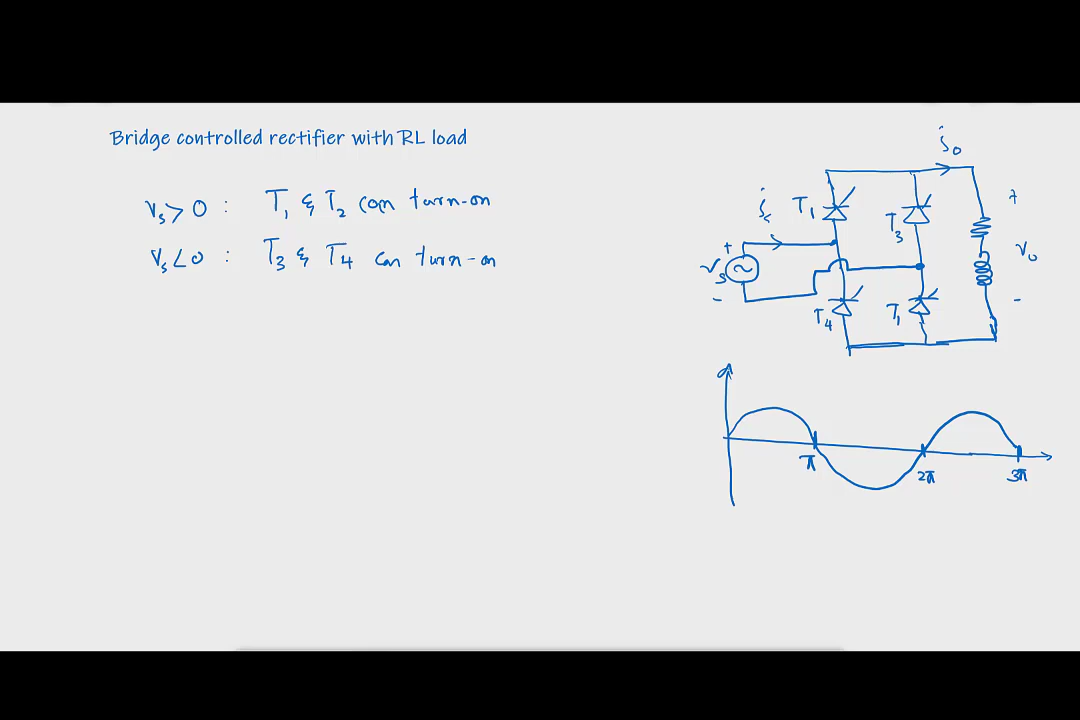 Bridge controlled rectifier with RL load
vs > 0 : T1 & T2 can turn-on
vs < 0 : T3 & T4 can turn-on
io
is
T1
T3
+
+
vs
vo
-
-
T4
T1
π
2π
3π